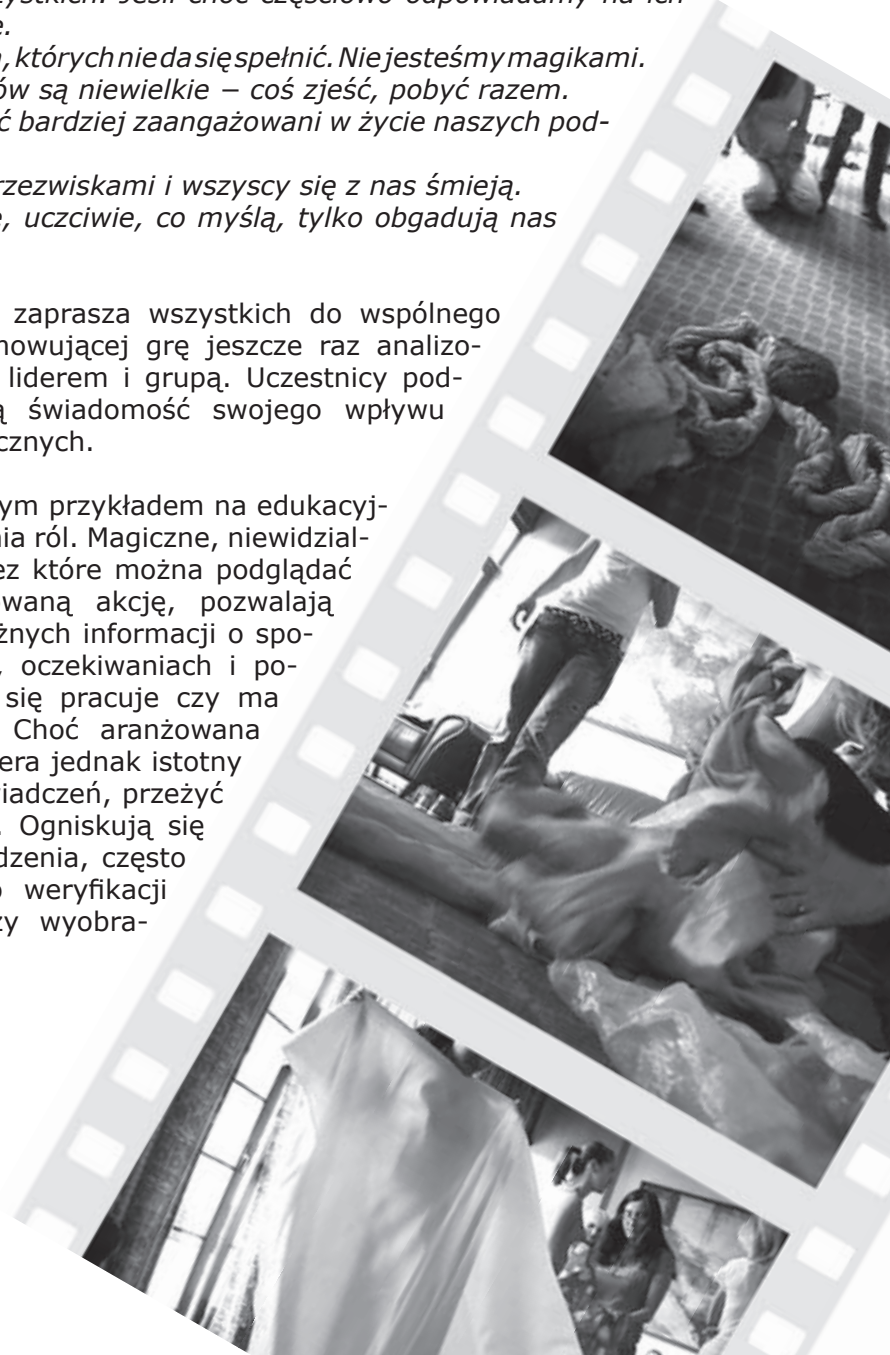 zystkich. Jeśli choć częściowo odpowiadamy na ich
e.
, których nie da się spełnić. Nie jesteśmy magikami.
ów są niewielkie − coś zjeść, pobyć razem.
ć bardziej zaangażowani w życie naszych pod-
rzezwiskami i wszyscy się z nas śmieją.
e, uczciwie, co myślą, tylko obgadują nas
zaprasza wszystkich do wspólnego
nowującej grę jeszcze raz analizo-
liderem i grupą. Uczestnicy pod-
ą świadomość swojego wpływu
cznych.
ym przykładem na edukacyj-
nia ról. Magiczne, niewidzial-
ez które można podglądać
owaną akcję, pozwalają
żnych informacji o spo-
, oczekiwaniach i po-
się pracuje czy ma
Choć aranżowana
era jednak istotny
viadczeń, przeżyć
. Ogniskują się
dzenia, często
o weryfikacji
zy wyobra-